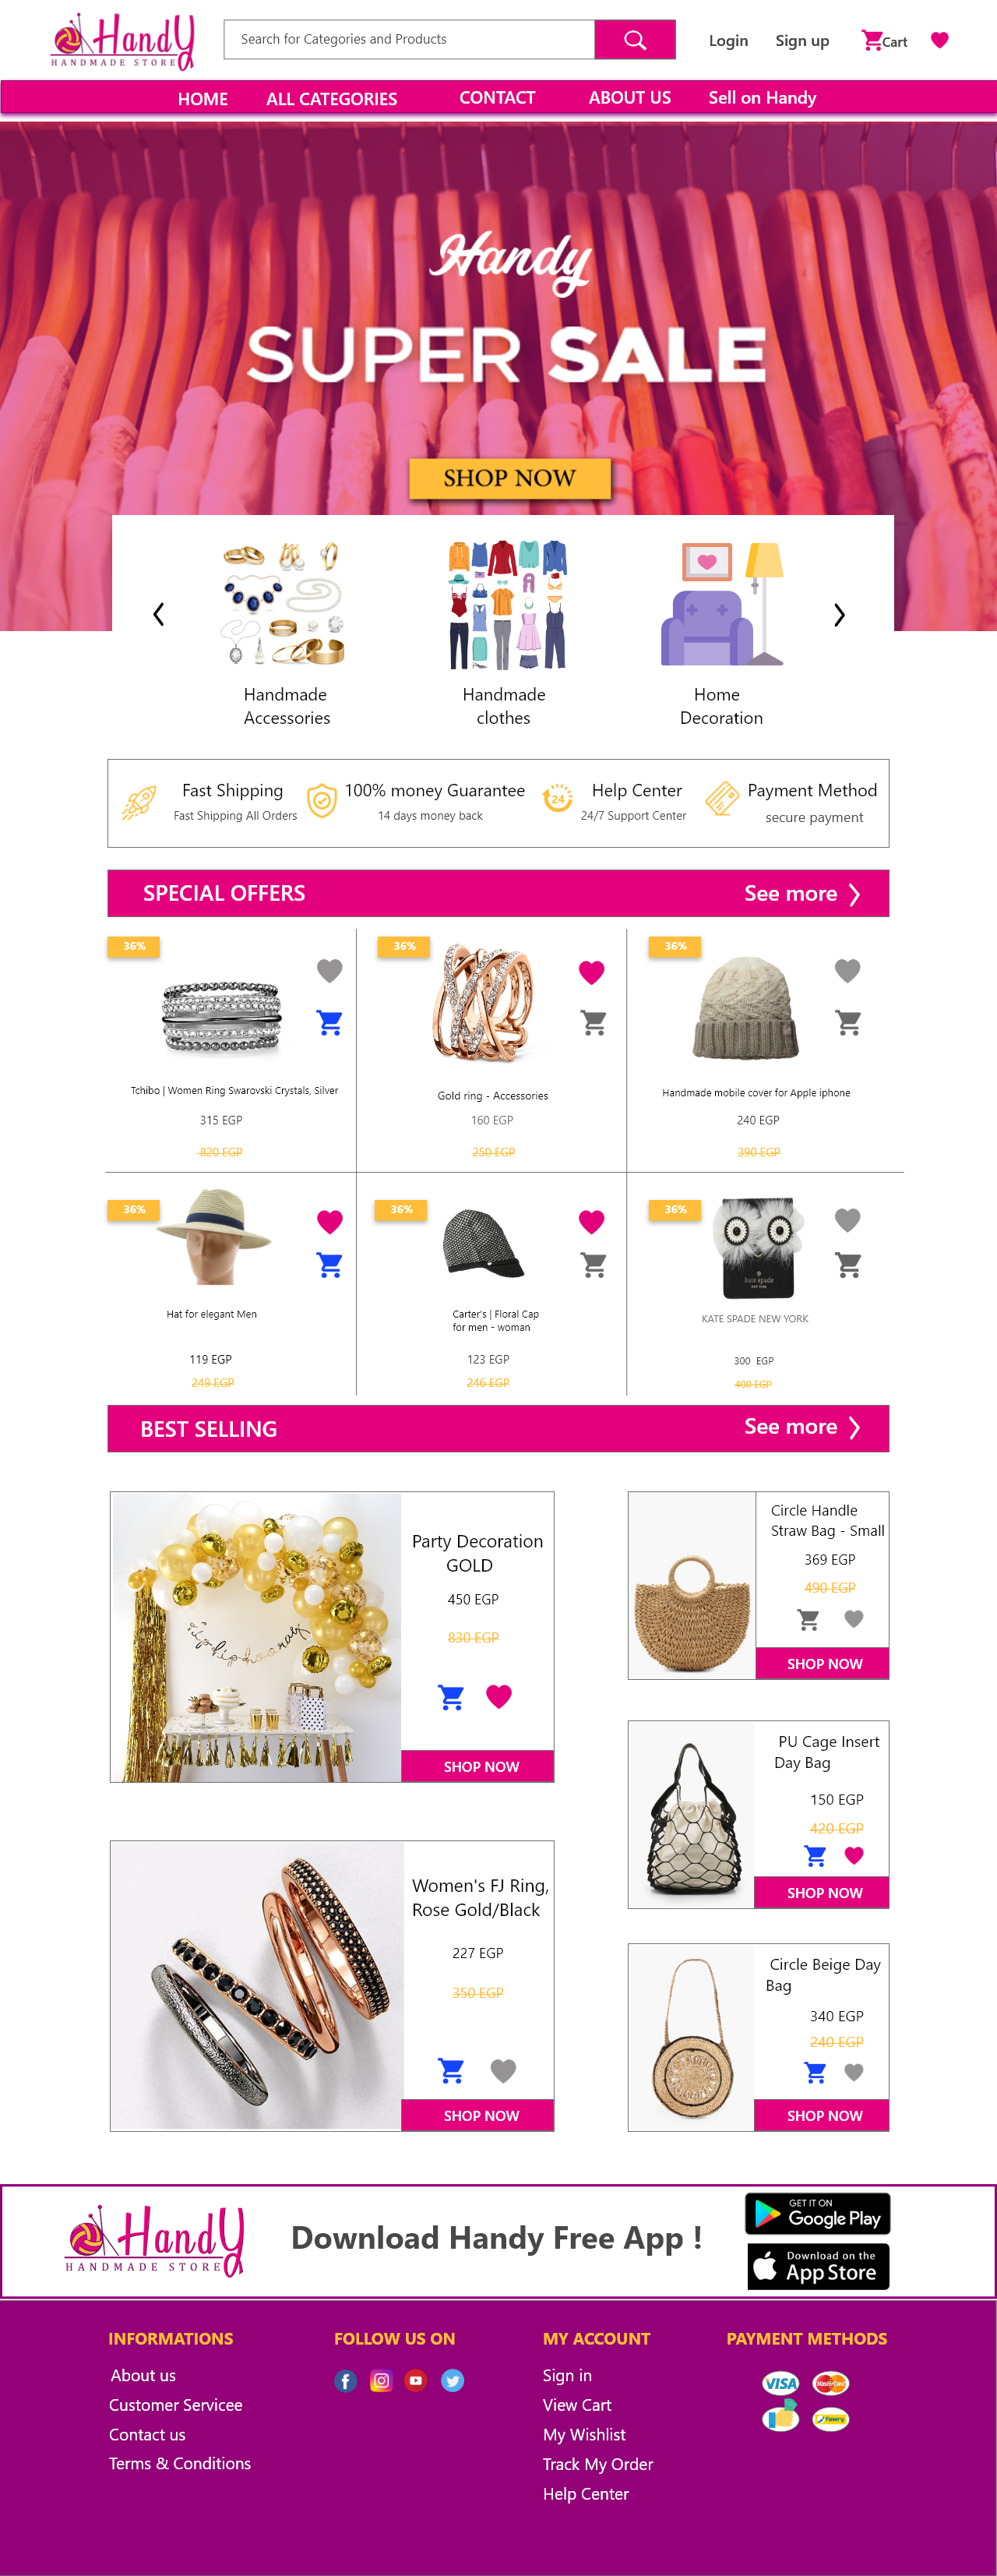 HandY
HANDMADE STORE
Search for Categories and Products
Login
Sign up
Cart
HOME
ALL CATEGORIES
CONTACT
ABOUT US
Sell on Handy
Handy
SUPER SALE
SHOP NOW
Handmade
Accessories
Handmade
clothes
Home
Decoration
Fast Shipping
Fast Shipping All Orders
100% money Guarantee
14 days money back
24
Help Center
24/7 Support Center
Payment Method
secure payment
SPECIAL OFFERS
See more
36%
Tchibo | Women Ring Swarovski Crystals, Silver
315 EGP
820 EGP
36%
Gold ring - Accessories
160 EGP
250 EGP
36%
Handmade mobile cover for Apple iphone
240 EGP
390 EGP
36%
Hat for elegant Men
119 EGP
249 EGP
36%
Carter's | Floral Cap
for men - woman
123 EGP
246 EGP
36%
kate spade
NEW YORK
KATE SPADE NEW YORK
300 EGP
400 EGP
BEST SELLING
See more
hip hip hooray
Party Decoration
GOLD
450 EGP
830 EGP
SHOP NOW
Circle Handle
Straw Bag - Small
369 EGP
490 EGP
SHOP NOW
PU Cage Insert
Day Bag
150 EGP
420 EGP
SHOP NOW
Women's FJ Ring,
Rose Gold/Black
227 EGP
350 EGP
SHOP NOW
Circle Beige Day
Bag
340 EGP
240 EGP
SHOP NOW
HandY
HANDMADE STORE
Download Handy Free App !
GET IT ON
Google Play
Download on the
App Store
INFORMATIONS
About us
Customer Servicee
Contact us
Terms & Conditions
FOLLOW US ON
MY ACCOUNT
Sign in
View Cart
My Wishlist
Track My Order
Help Center
PAYMENT METHODS
VISA
MasterCard
Fawry